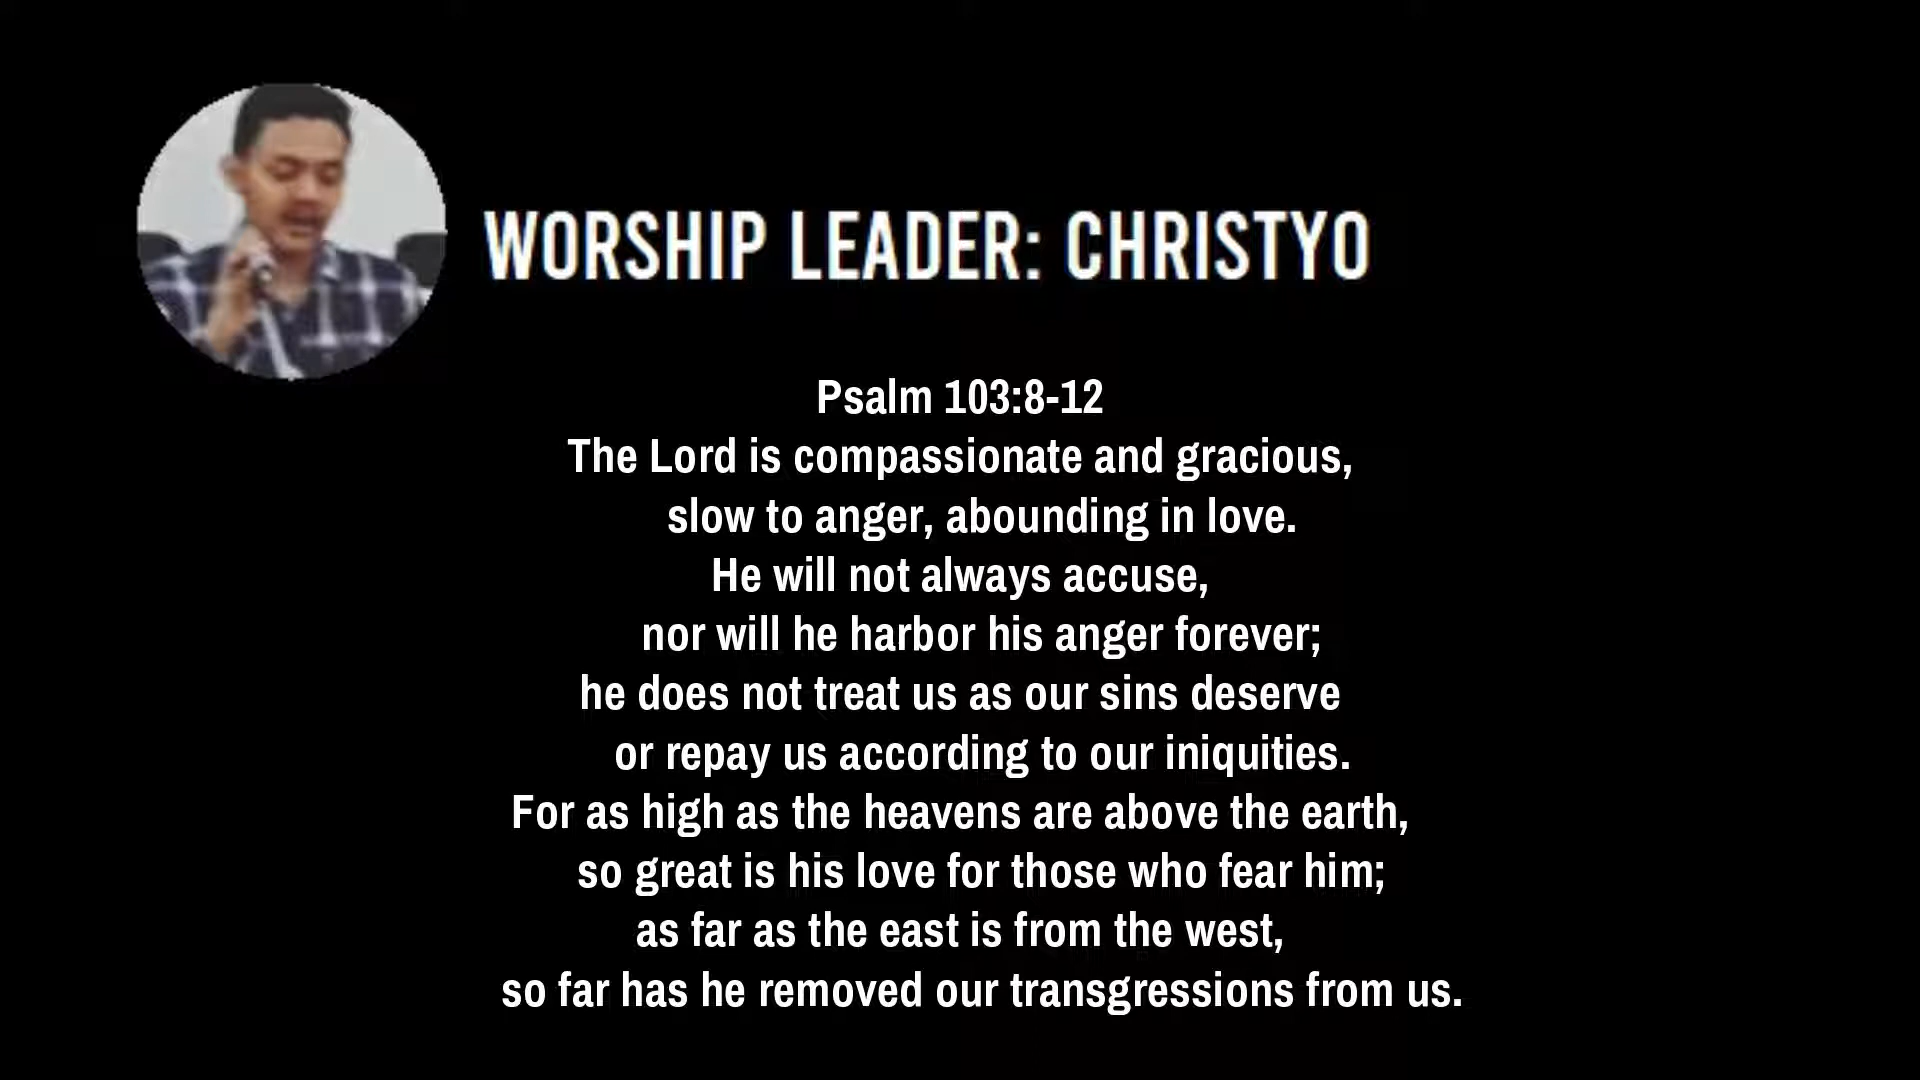 WORSHIP LEADER: CHRISTYO
Psalm 103:8-12
The Lord is compassionate and gracious,
slow to anger, abounding in love.
He will not always accuse,
nor will he harbor his anger forever;
he does not treat us as our sins deserve
or repay us according to our iniquities.
For as high as the heavens are above the earth,
so great is his love for those who fear him;
as far as the east is from the west,
so far has he removed our transgressions from us.